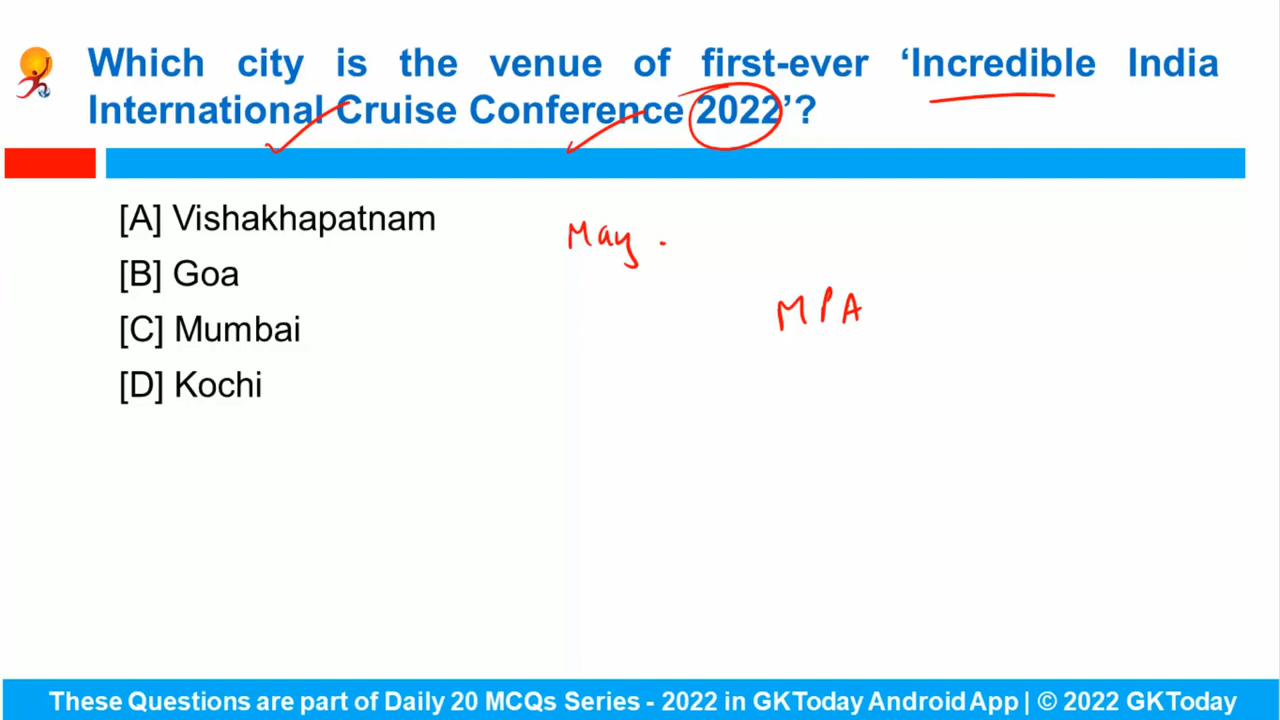 Which city is the venue of first-ever ‘Incredible India
International Cruise Conference 2022’?
[A] Vishakhapatnam
[B] Goa
[C] Mumbai
[D] Kochi
May .
MPA
These Questions are part of Daily 20 MCQs Series - 2022 in GKToday Android App | © 2022 GKToday